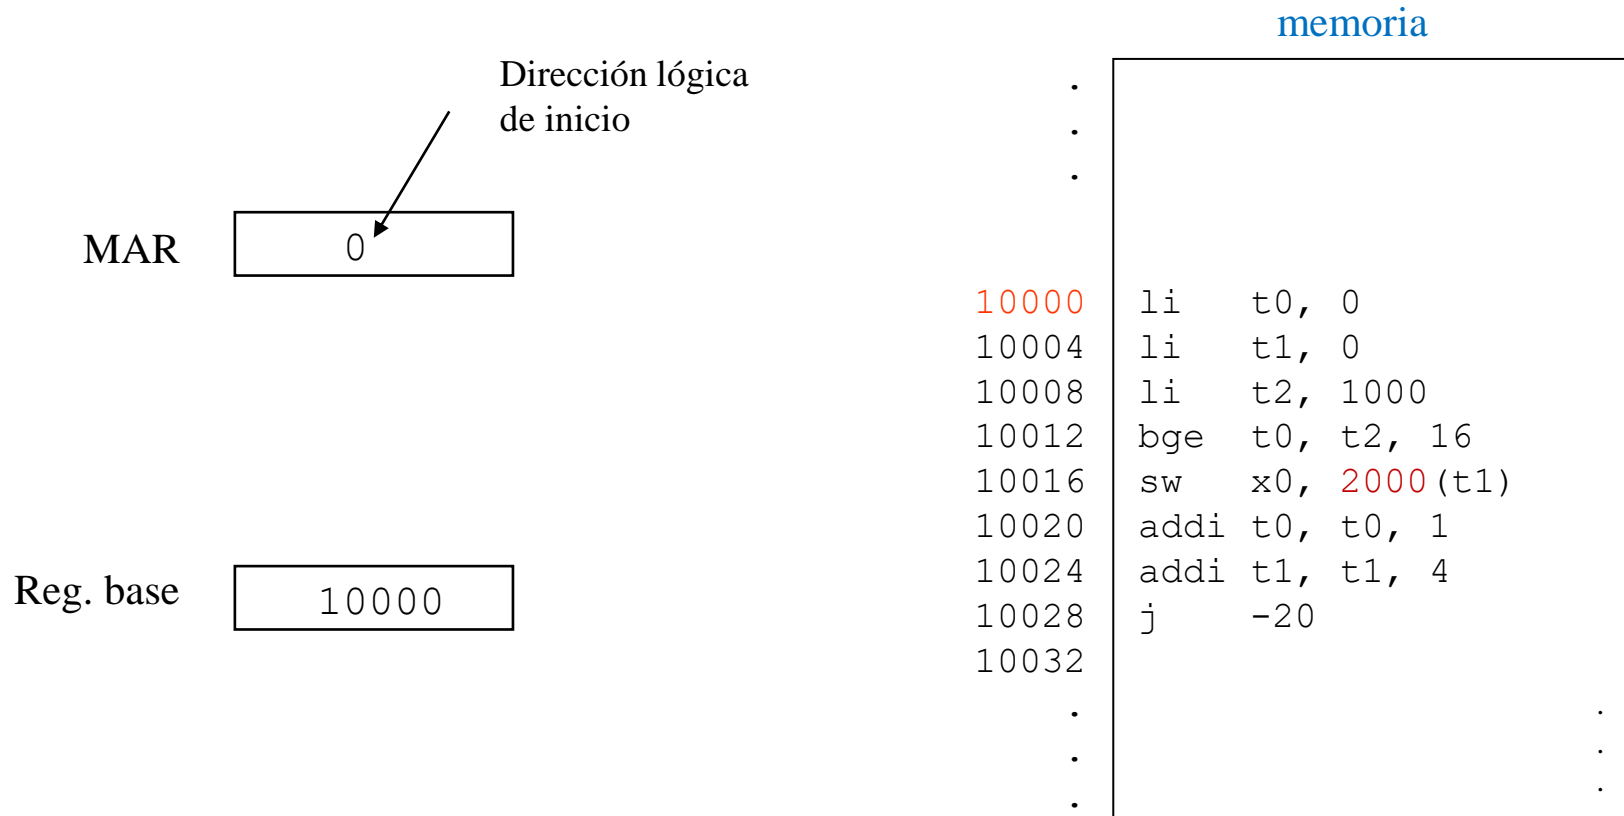 memoria
Dirección lógica
de inicio
.
.
.
MAR 0
10000 li t0, 0
10004 li t1, 0
10008 li t2, 1000
10012 bge t0, t2, 16
10016 sw x0, 2000(t1)
10020 addi t0, t0, 1
10024 addi t1, t1, 4
Reg. base 10000
10028 j -20
10032
. .
. .
. .